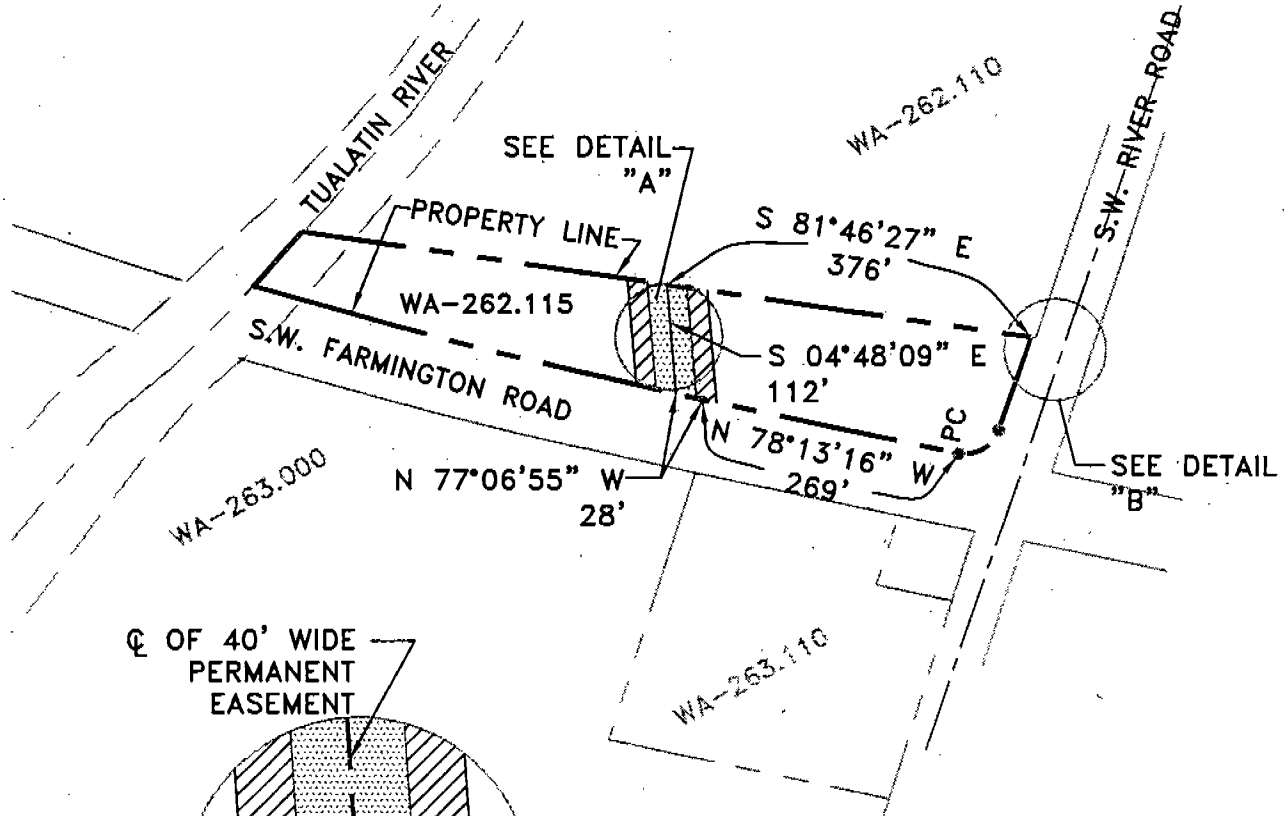 TUALATIN RIVER
WA-262.110
S.W. RIVER ROAD
SEE DETAIL
"A"
PROPERTY LINE
S 81°46'27" E
376'
WA-262.115
S.W. FARMINGTON ROAD
S 04°48'09" E
112'
PC
N 78°13'16" W
269'
N 77°06'55" W
28'
SEE DETAIL
"B"
WA-263.000
℄ OF 40' WIDE
PERMANENT
EASEMENT
WA-263.110